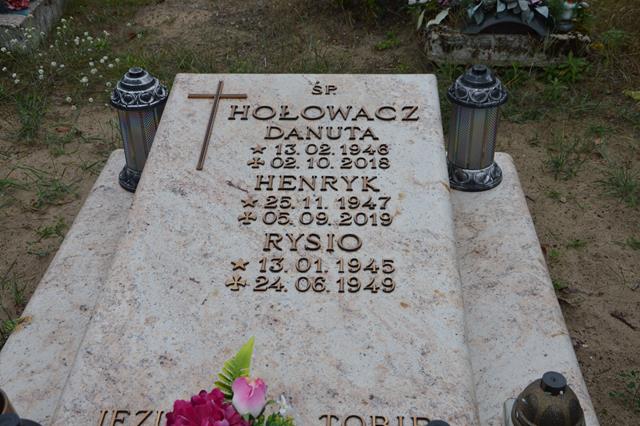 ŚP.
HOŁOWACZ
DANUTA
★ 13.02.1946
✢ 02.10.2018
HENRYK
★ 25.11.1947
✢ 05.09.2019
RYSIO
★ 13.01.1945
✢ 24.06.1949
TOBIE